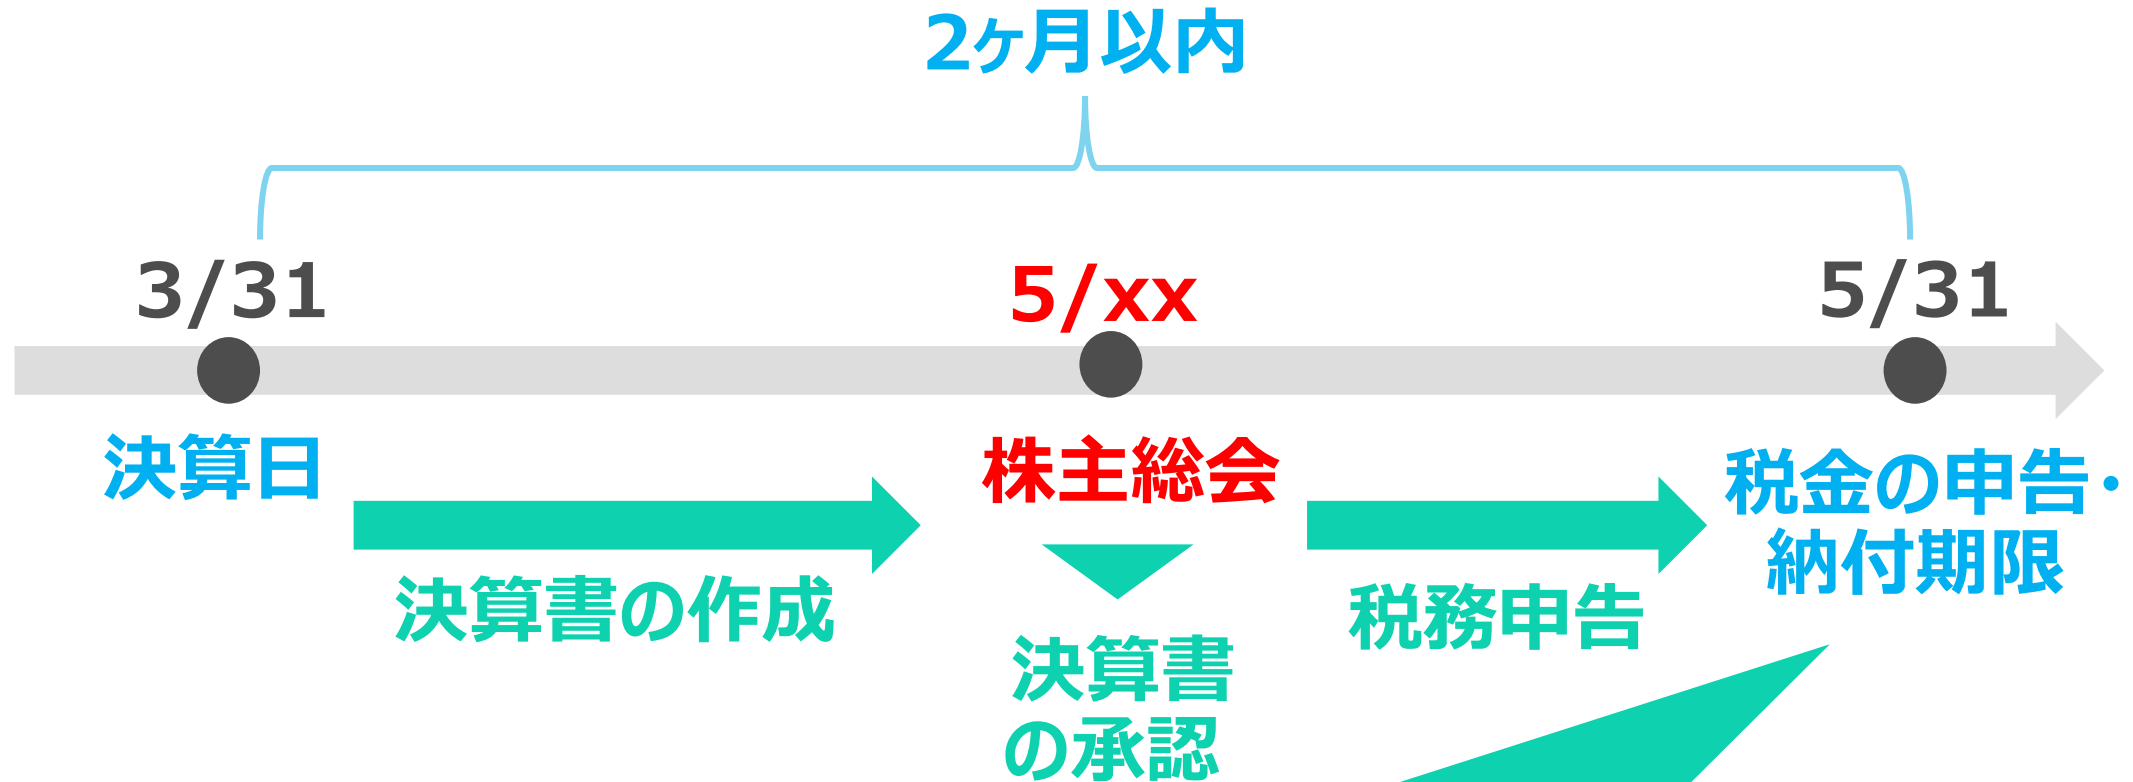 2ヶ月以内
3/31
5/xx
5/31
決算日
株主総会
税金の申告・
納付期限
決算書の作成
税務申告
決算書
の承認